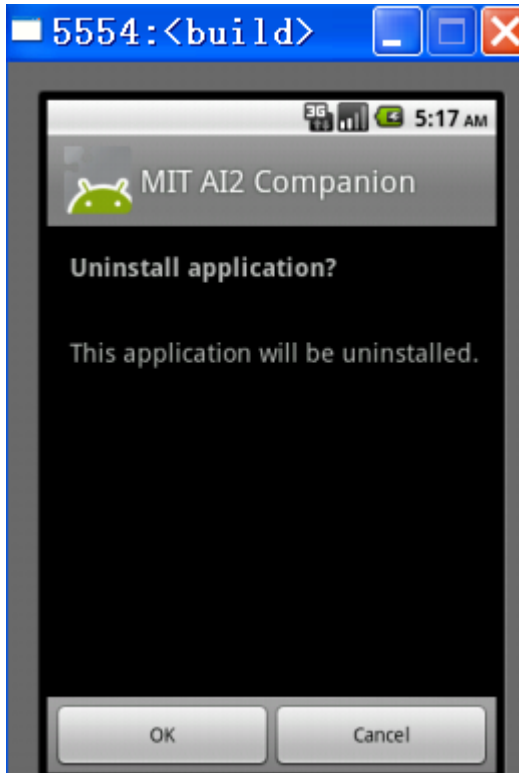 5554:<build>
3G 5:17 AM
MIT AI2 Companion
Uninstall application?
This application will be uninstalled.
OK Cancel